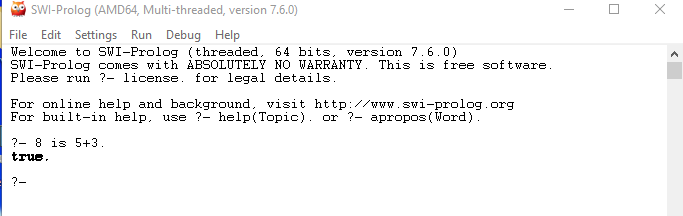 SWI-Prolog (AMD64, Multi-threaded, version 7.6.0)
File Edit Settings Run Debug Help
Welcome to SWI-Prolog (threaded, 64 bits, version 7.6.0)
SWI-Prolog comes with ABSOLUTELY NO WARRANTY. This is free software.
Please run ?- license. for legal details.
For online help and background, visit http://www.swi-prolog.org
For built-in help, use ?- help(Topic). or ?- apropos(Word).
?- 8 is 5+3.
true.
?-